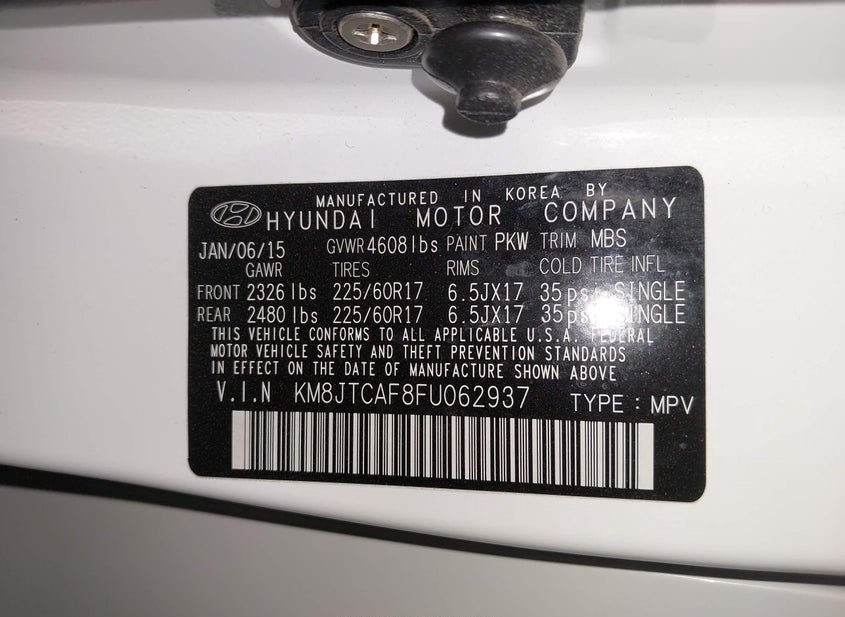 MANUFACTURED IN KOREA BY
HYUNDAI MOTOR COMPANY
JAN/06/15 GVWR 4608 lbs PAINT PKW TRIM MBS
GAWR TIRES RIMS COLD TIRE INFL
FRONT 2326 lbs 225/60R17 6.5JX17 35psi SINGLE
REAR 2480 lbs 225/60R17 6.5JX17 35psi SINGLE
THIS VEHICLE CONFORMS TO ALL APPLICABLE U.S.A. FEDERAL
MOTOR VEHICLE SAFETY AND THEFT PREVENTION STANDARDS
IN EFFECT ON THE DATE OF MANUFACTURE SHOWN ABOVE
V.I.N KM8JTCAF8FU062937 TYPE : MPV